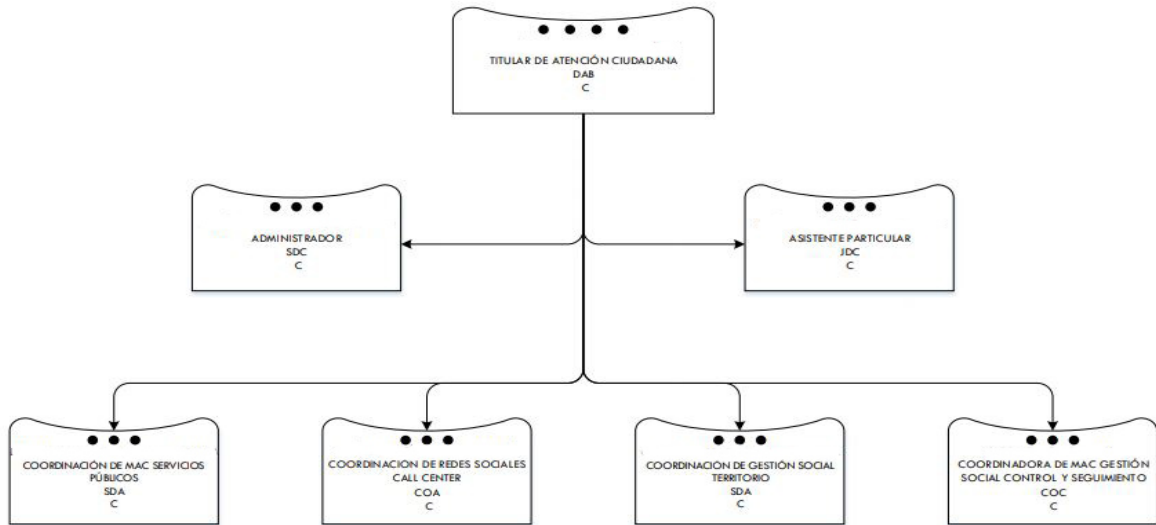 TITULAR DE ATENCIÓN CIUDADANA
DAB
C
ADMINISTRADOR
SDC
C
ASISTENTE PARTICULAR
JDC
C
COORDINACIÓN DE MAC SERVICIOS
PÚBLICOS
SDA
C
COORDINACION DE REDES SOCIALES
CALL CENTER
COA
C
COORDINACIÓN DE GESTIÓN SOCIAL
TERRITORIO
SDA
C
COORDINADORA DE MAC GESTIÓN
SOCIAL CONTROL Y SEGUIMIENTO
COC
C